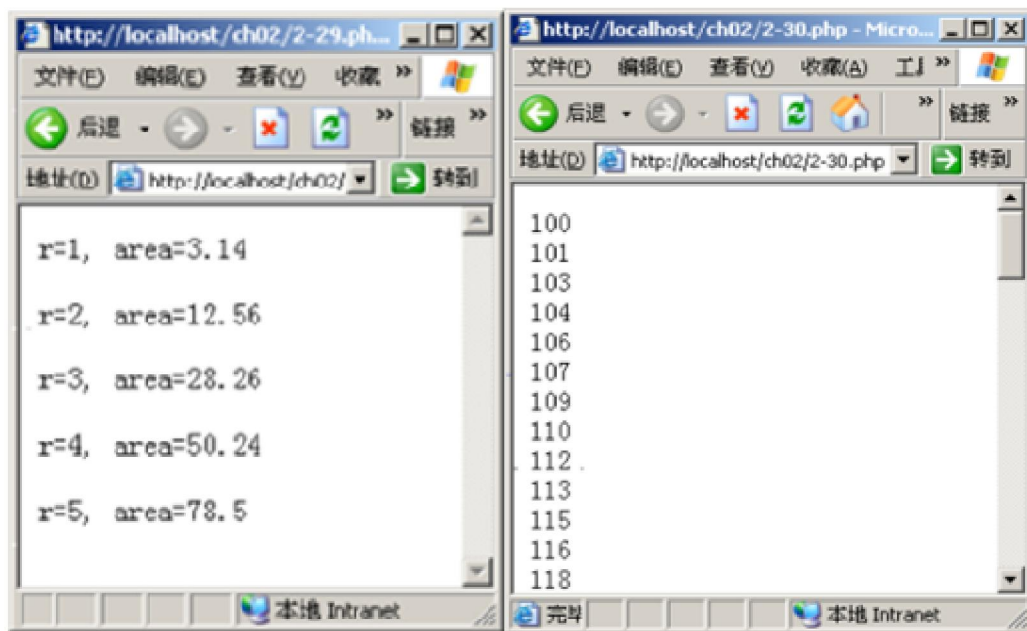 http://localhost/ch02/2-29.ph...
文件(F) 编辑(E) 查看(V) 收藏 »
后退 » 链接 »
地址(D) http://localhost/ch02/ 转到
r=1, area=3.14
r=2, area=12.56
r=3, area=28.26
r=4, area=50.24
r=5, area=78.5
本地 Intranet
http://localhost/ch02/2-30.php - Micro...
文件(F) 编辑(E) 查看(V) 收藏(A) 工具 »
后退 » 链接 »
地址(D) http://localhost/ch02/2-30.php 转到
100
101
103
104
106
107
109
110
112
113
115
116
118
完毕 本地 Intranet